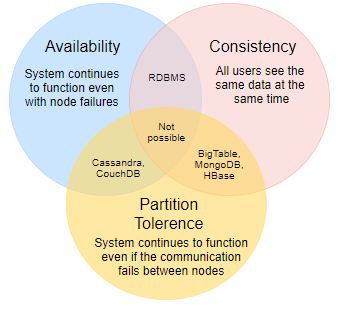 Availability
System continues
to function even
with node failures
RDBMS
Consistency
All users see the
same data at the
same time
Not
possible
Cassandra,
CouchDB
BigTable,
MongoDB,
HBase
Partition
Tolerence
System continues to function
even if the communication
fails between nodes